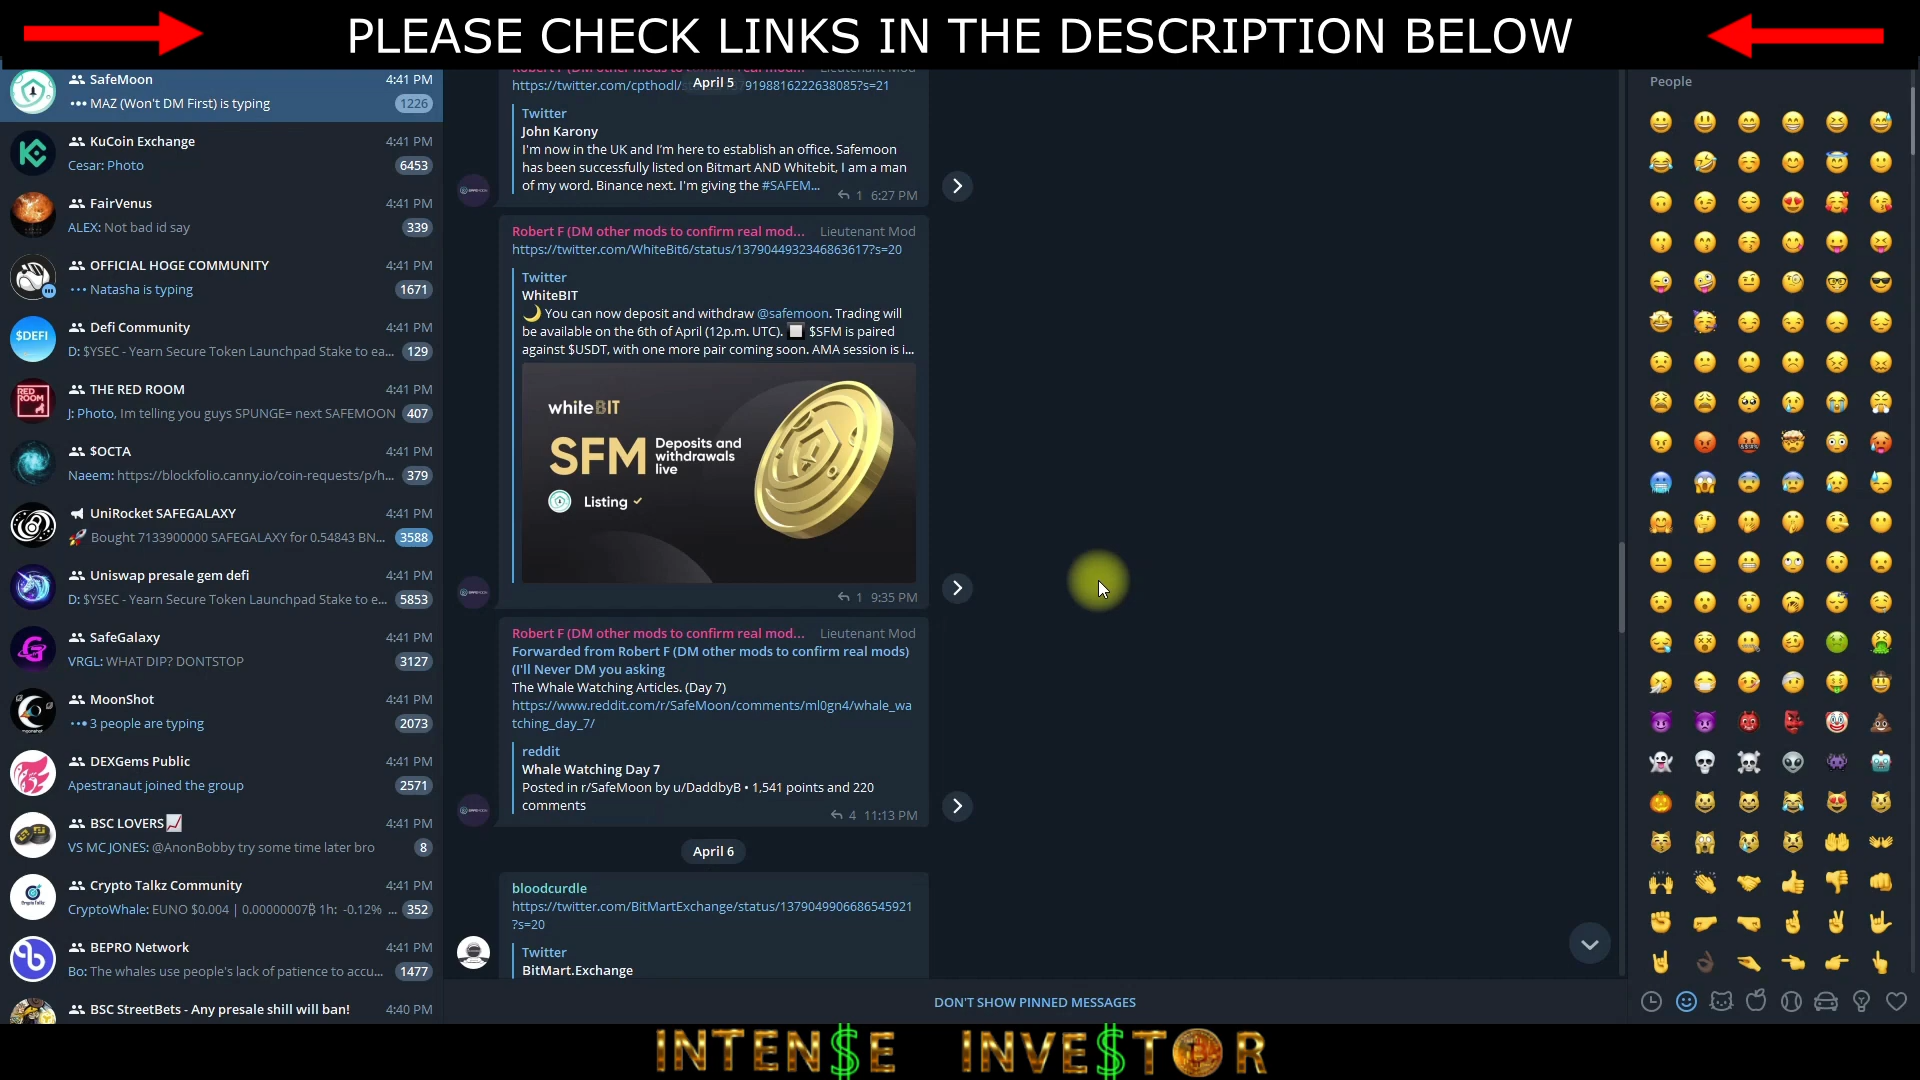 PLEASE CHECK LINKS IN THE DESCRIPTION BELOW
SafeMoon 4:41 PM
MAZ (Won't DM First) is typing 1226
KuCoin Exchange 4:41 PM
Cesar: Photo 6453
FairVenus 4:41 PM
ALEX: Not bad id say 339
OFFICIAL HOGE COMMUNITY 4:41 PM
Natasha is typing 1671
$DEFI
Defi Community 4:41 PM
D: $YSEC - Yearn Secure Token Launchpad Stake to ea... 129
RED ROOM
THE RED ROOM 4:41 PM
J: Photo, Im telling you guys SPUNGE= next SAFEMOON 407
$OCTA 4:41 PM
Naeem: https://blockfolio.canny.io/coin-requests/p/h... 379
UniRocket SAFEGALAXY 4:41 PM
🚀 Bought 7133900000 SAFEGALAXY for 0.54843 BN... 3588
Uniswap presale gem defi 4:41 PM
D: $YSEC - Yearn Secure Token Launchpad Stake to e... 5853
SafeGalaxy 4:41 PM
VRGL: WHAT DIP? DONTSTOP 3127
MoonShot 4:41 PM
3 people are typing 2073
DEXGems Public 4:41 PM
Apestranaut joined the group 2571
BSC LOVERS📈 4:41 PM
VS MC JONES: @AnonBobby try some time later bro 8
Crypto Talkz Community 4:41 PM
CryptoWhale: EUNO $0.004 | 0.00000007₿ 1h: -0.12% ... 352
BEPRO Network 4:41 PM
Bo: The whales use people's lack of patience to accu... 1477
BSC StreetBets - Any presale shill will ban! 4:40 PM
Robert F (DM other mods to confirm real mod... Lieutenant Mod
April 5
https://twitter.com/cpthodl/ 9198816222638085?s=21
Twitter
John Karony
I'm now in the UK and I'm here to establish an office. Safemoon
has been successfully listed on Bitmart AND Whitebit, I am a man
of my word. Binance next. I'm giving the #SAFEM...
1 6:27 PM
Robert F (DM other mods to confirm real mod... Lieutenant Mod
https://twitter.com/WhiteBit6/status/1379044932346863617?s=20
Twitter
WhiteBIT
🌙 You can now deposit and withdraw @safemoon. Trading will
be available on the 6th of April (12p.m. UTC). $SFM is paired
against $USDT, with one more pair coming soon. AMA session is i...
whiteBIT
SFM Deposits and
withdrawals
live
Listing ✓
1 9:35 PM
Robert F (DM other mods to confirm real mod... Lieutenant Mod
Forwarded from Robert F (DM other mods to confirm real mods)
(I'll Never DM you asking
The Whale Watching Articles. (Day 7)
https://www.reddit.com/r/SafeMoon/comments/ml0gn4/whale_wa
tching_day_7/
reddit
Whale Watching Day 7
Posted in r/SafeMoon by u/DaddbyB • 1,541 points and 220
comments
4 11:13 PM
April 6
bloodcurdle
https://twitter.com/BitMartExchange/status/1379049906686545921
?s=20
Twitter
BitMart.Exchange
DON'T SHOW PINNED MESSAGES
People
INTEN$E INVE$TOR